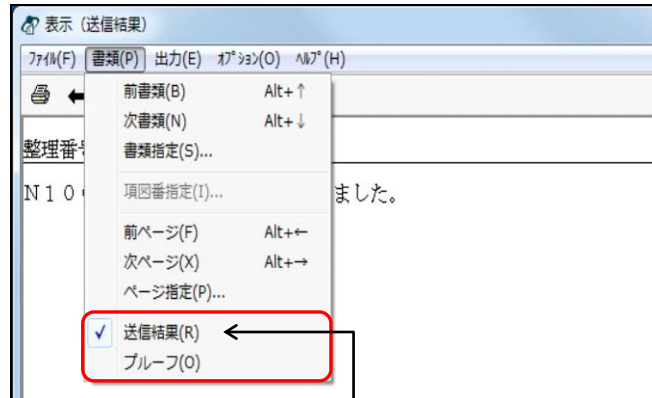 表示（送信結果）
ﾌｧｲﾙ(F) 書類(P) 出力(E) ｵﾌﾟｼｮﾝ(O) ﾍﾙﾌﾟ(H)
前書類(B) Alt+↑
次書類(N) Alt+↓
整理番
書類指定(S)...
N10 項図番指定(I)... ました。
前ページ(F) Alt+←
次ページ(X) Alt+→
ページ指定(P)...
✓ 送信結果(R)
プルーフ(O)